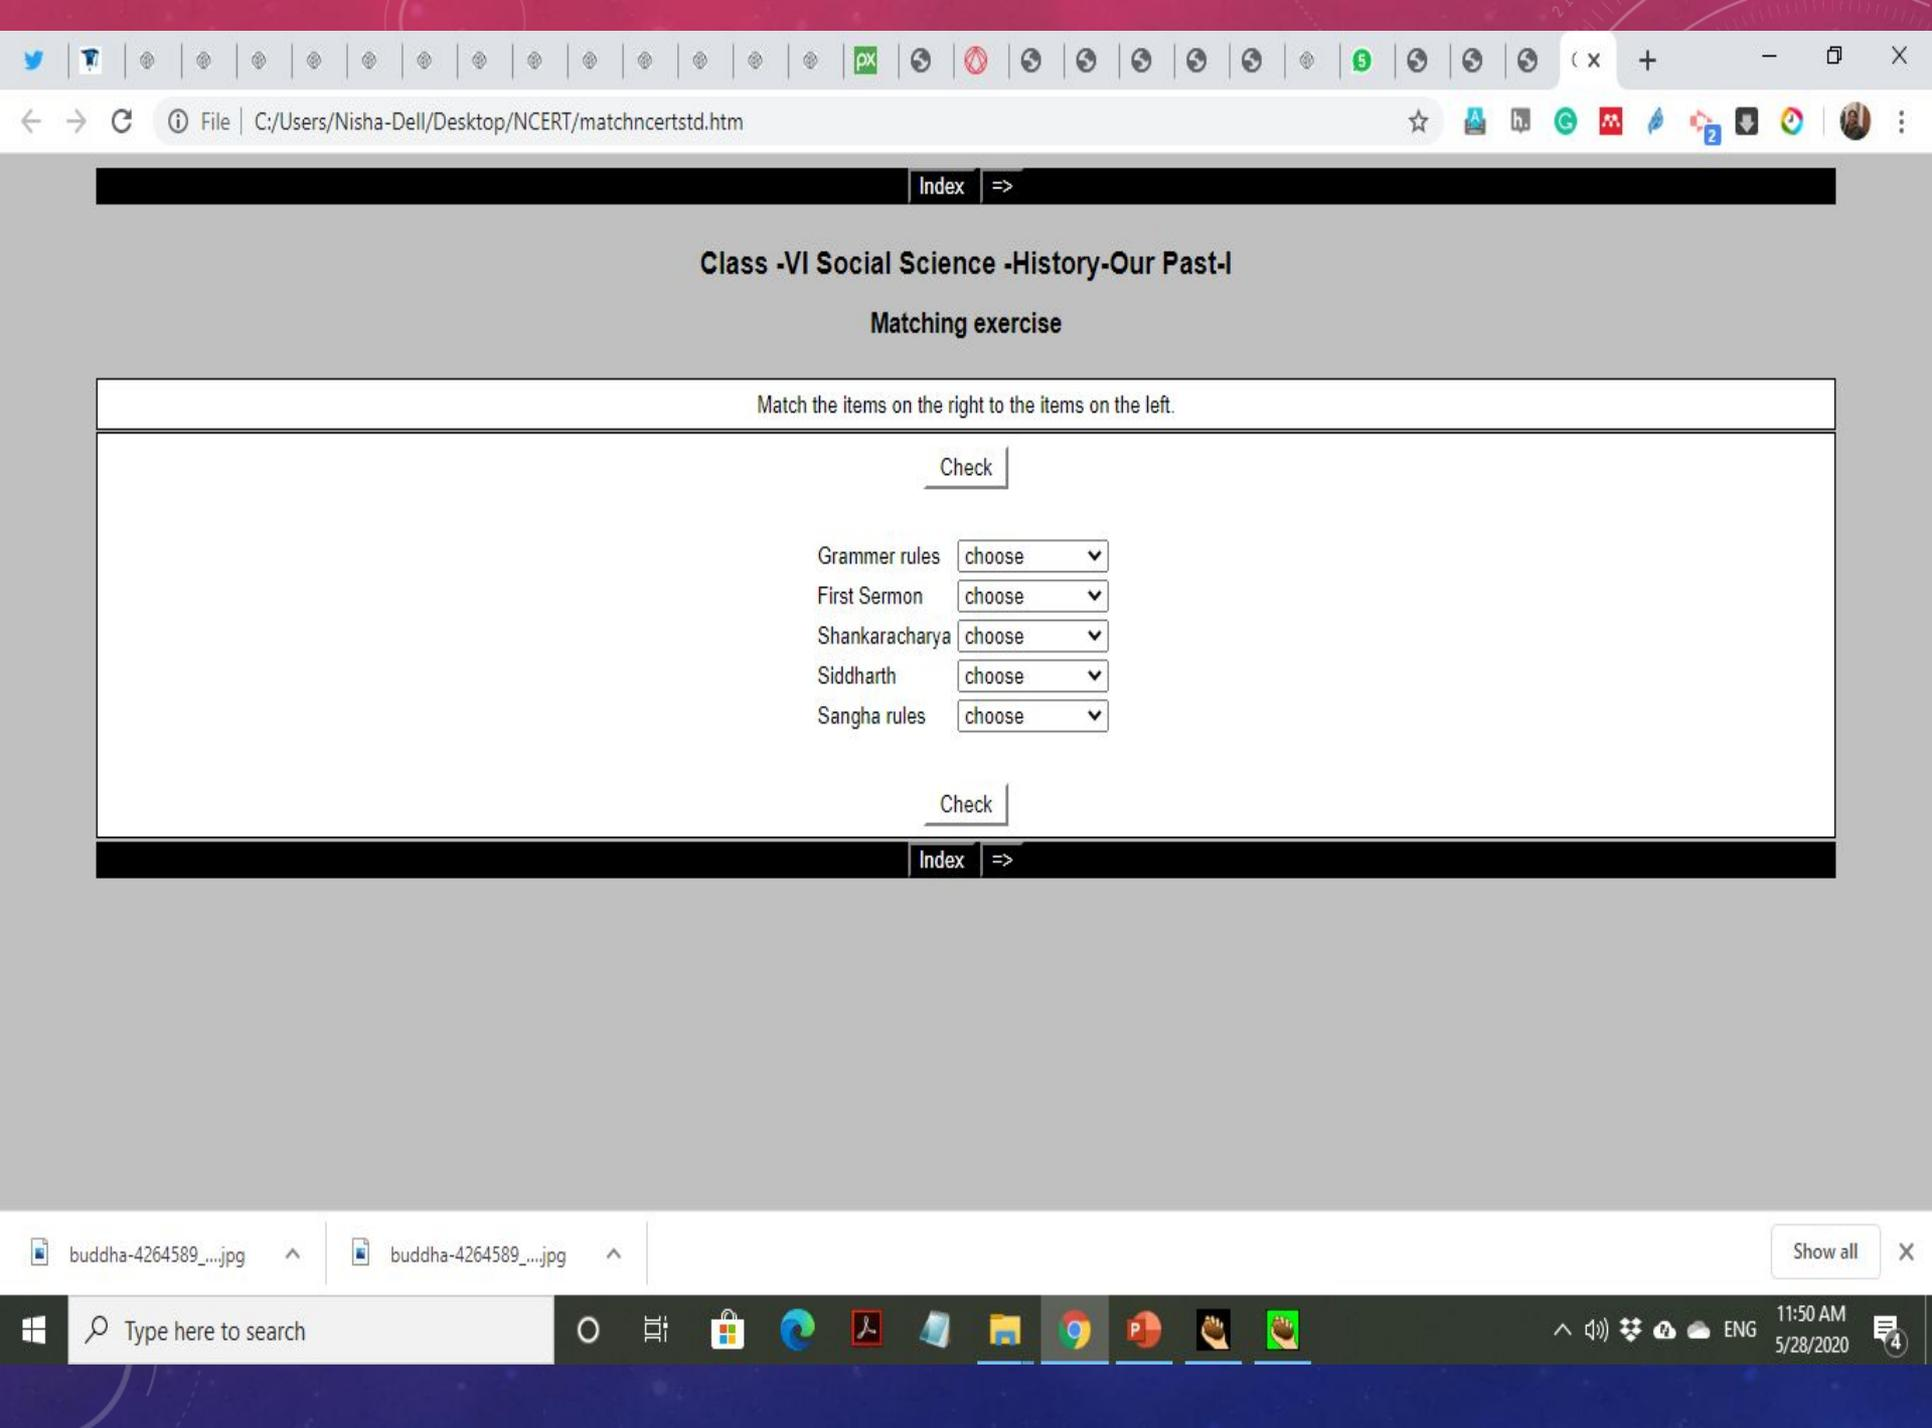 File C:/Users/Nisha-Dell/Desktop/NCERT/matchncertstd.htm
Index =>
Class -VI Social Science -History-Our Past-I
Matching exercise
Match the items on the right to the items on the left.
Check
Grammer rules choose
First Sermon choose
Shankaracharya choose
Siddharth choose
Sangha rules choose
Check
Index =>
buddha-4264589_....jpg buddha-4264589_....jpg Show all
Type here to search ENG 11:50 AM
5/28/2020